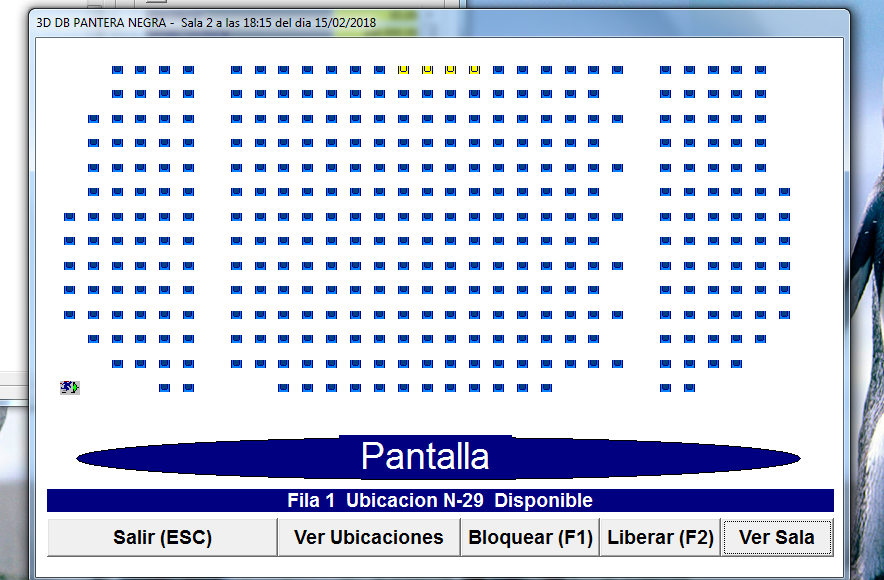 3D DB PANTERA NEGRA - Sala 2 a las 18:15 del dia 15/02/2018
Pantalla
Fila 1 Ubicacion N-29 Disponible
Salir (ESC) Ver Ubicaciones Bloquear (F1) Liberar (F2) Ver Sala